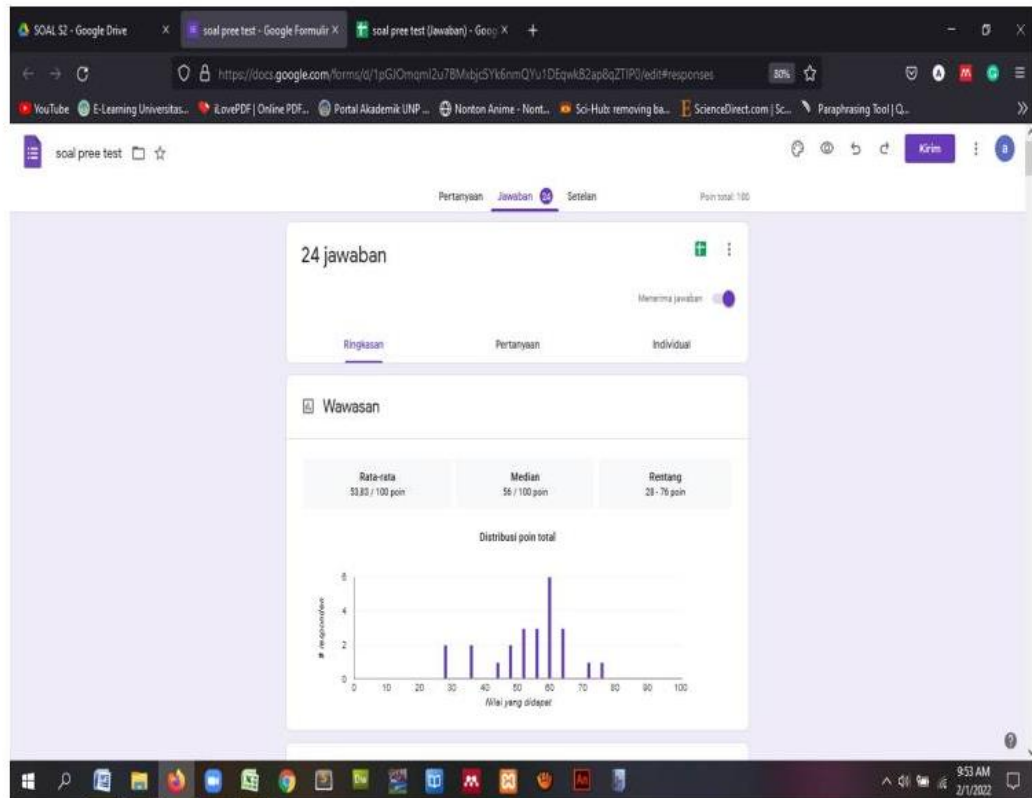 SOAL S2 - Google Drive
soal pree test - Google Formulir
soal pree test (Jawaban) - Goog
https://docs.google.com/forms/d/1pGJOmqmI2u7BMxbjcSYk6nmQYu1DEqwkB2ap8qZTIP0/edit#responses
80%
YouTube E-Learning Universitas... iLovePDF | Online PDF... Portal Akademik UNP ... Nonton Anime - Nont... Sci-Hub: removing ba... ScienceDirect.com | Sc... Paraphrasing Tool | Q...
soal pree test
Kirim
a
Pertanyaan Jawaban 24 Setelan
Poin total: 100
24 jawaban
Menerima jawaban
Ringkasan Pertanyaan Individual
Wawasan
Rata-rata Median Rentang
53,83 / 100 poin 56 / 100 poin 28 - 76 poin
Distribusi poin total
# responden
6
4
2
0
0 10 20 30 40 50 60 70 80 90 100
Nilai yang didapat
9:53 AM
2/1/2022